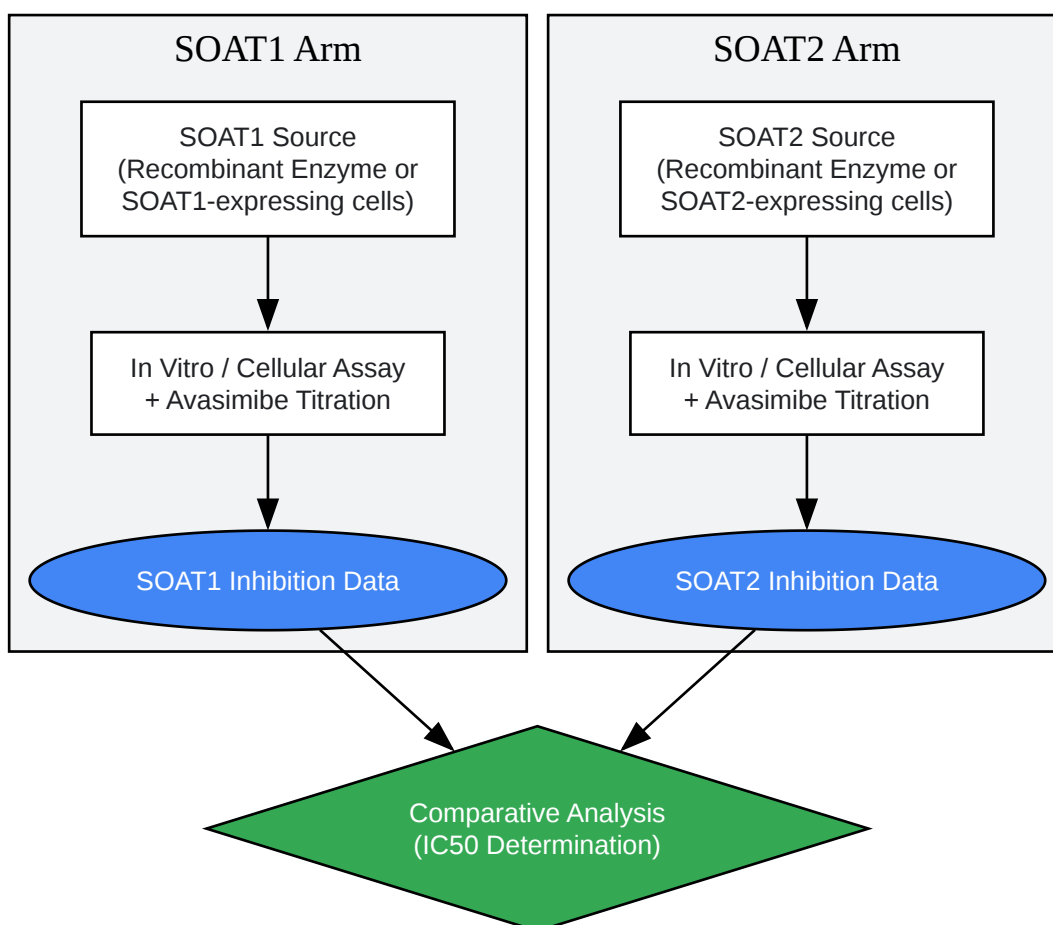 SOAT1 Arm
SOAT1 Source
(Recombinant Enzyme or
SOAT1-expressing cells)
In Vitro / Cellular Assay
+ Avasimibe Titration
SOAT1 Inhibition Data
SOAT2 Arm
SOAT2 Source
(Recombinant Enzyme or
SOAT2-expressing cells)
In Vitro / Cellular Assay
+ Avasimibe Titration
SOAT2 Inhibition Data
Comparative Analysis
(IC50 Determination)